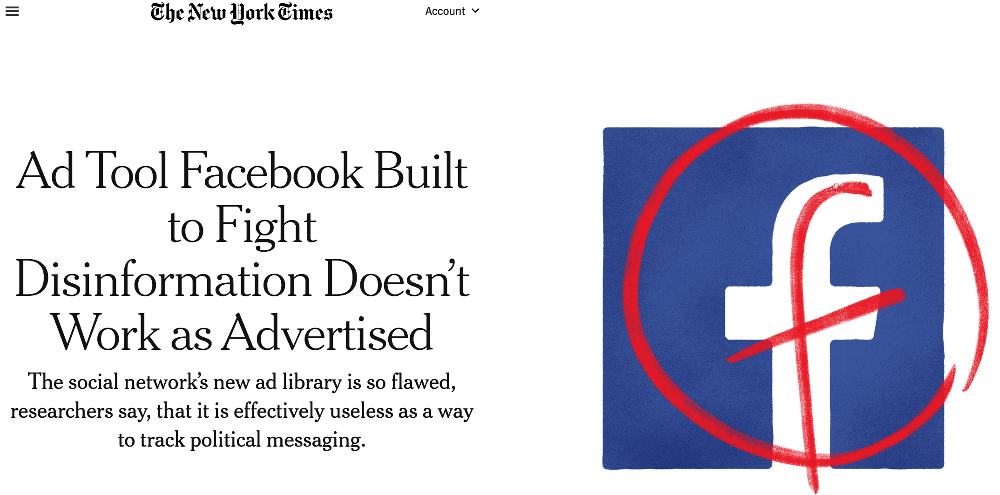 The New York Times
Account
Ad Tool Facebook Built
to Fight
Disinformation Doesn’t
Work as Advertised
The social network’s new ad library is so flawed,
researchers say, that it is effectively useless as a way
to track political messaging.
f
F